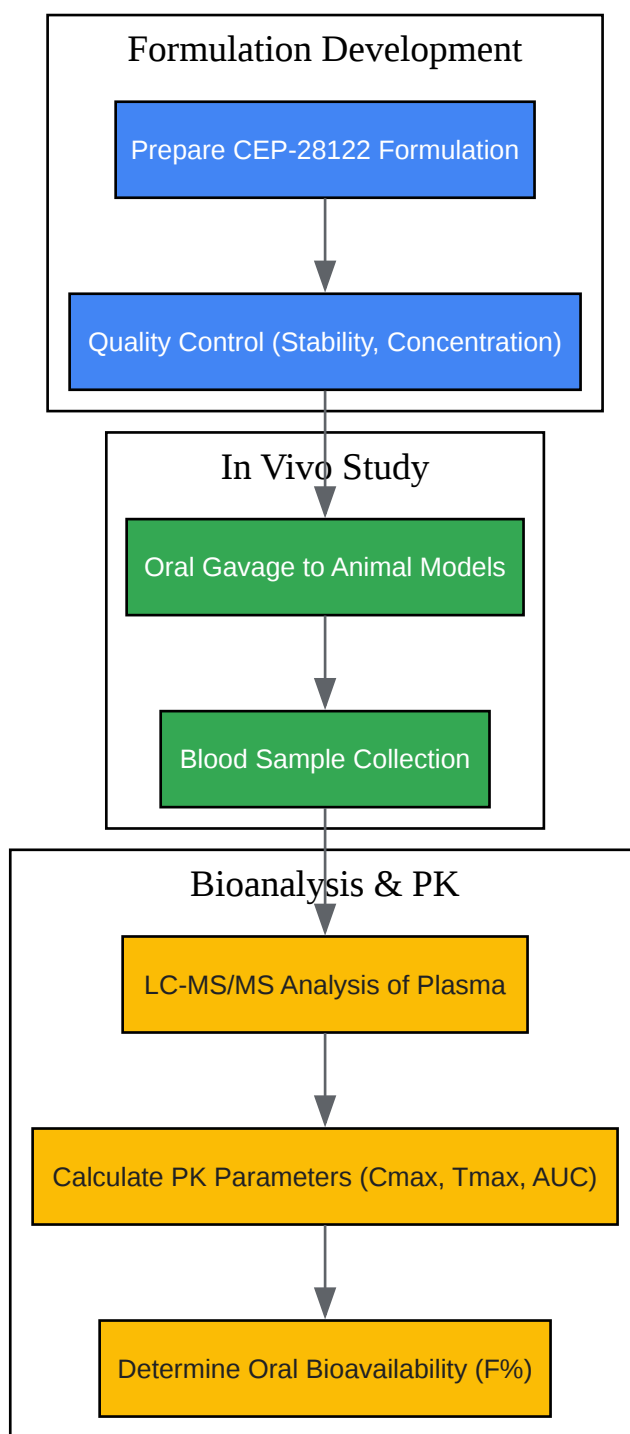 Formulation Development
Prepare CEP-28122 Formulation
Quality Control (Stability, Concentration)
In Vivo Study
Oral Gavage to Animal Models
Blood Sample Collection
Bioanalysis & PK
LC-MS/MS Analysis of Plasma
Calculate PK Parameters (Cmax, Tmax, AUC)
Determine Oral Bioavailability (F%)